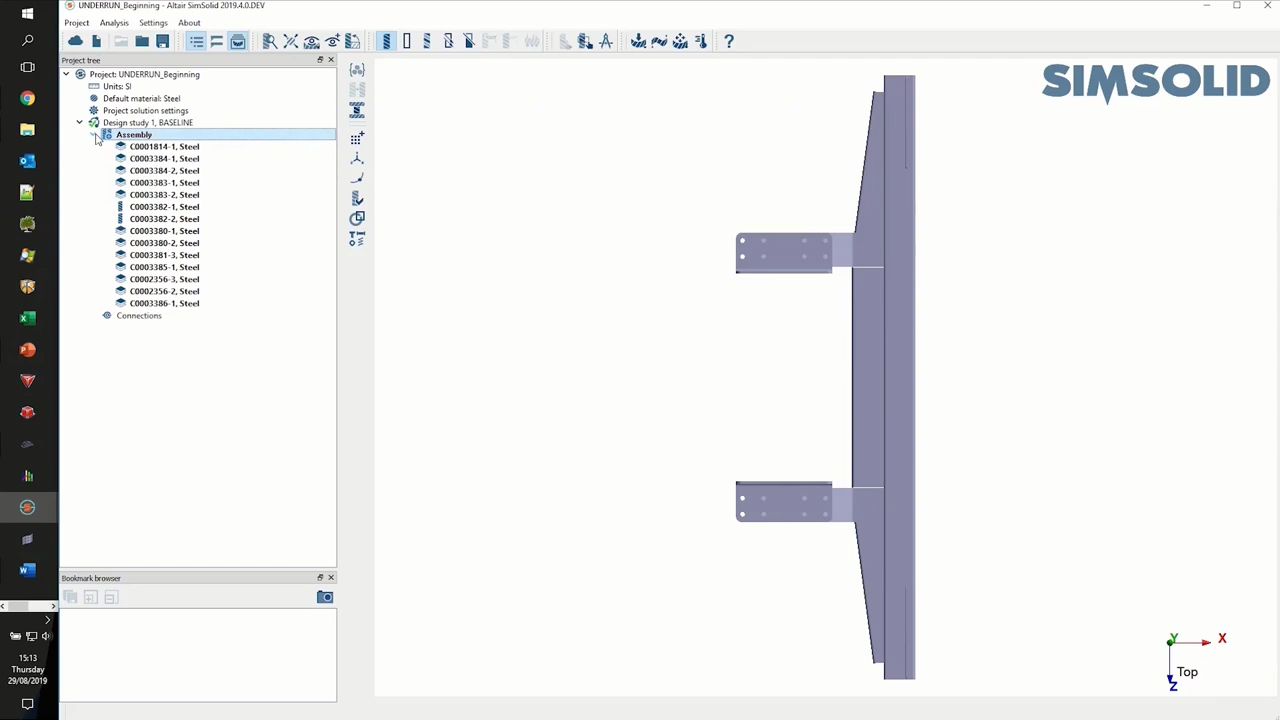 UNDERRUN_Beginning - Altair SimSolid 2019.4.0.DEV
Project Analysis Settings About
Project tree
Project: UNDERRUN_Beginning
Units: SI
Default material: Steel
Project solution settings
Design study 1, BASELINE
Assembly
C0001814-1, Steel
C0003384-1, Steel
C0003384-2, Steel
C0003383-1, Steel
C0003383-2, Steel
C0003382-1, Steel
C0003382-2, Steel
C0003380-1, Steel
C0003380-2, Steel
C0003381-3, Steel
C0003385-1, Steel
C0002356-3, Steel
C0002356-2, Steel
C0003386-1, Steel
Connections
Bookmark browser
SIMSOLID
Y
X
Top
Z
15:13
Thursday
29/08/2019